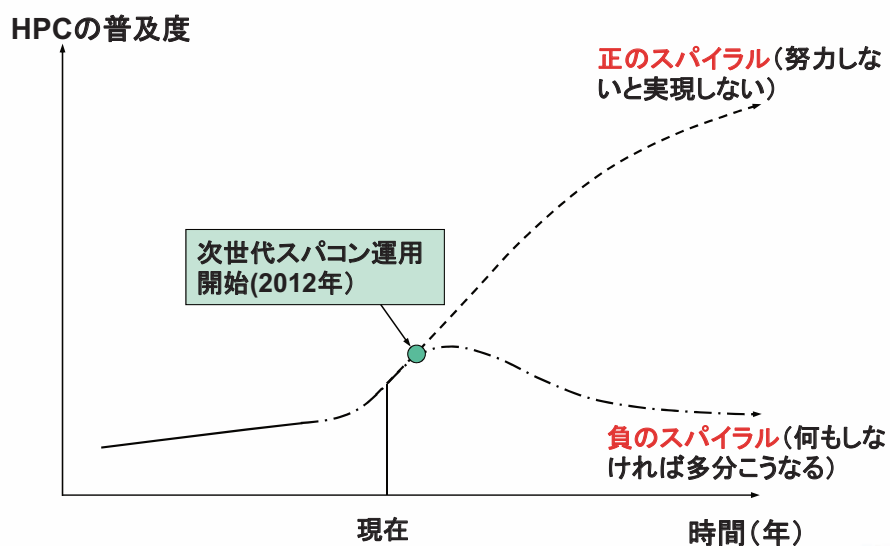 HPCの普及度
正のスパイラル（努力しな
いと実現しない）
次世代スパコン運用
開始(2012年）
負のスパイラル（何もしな
ければ多分こうなる）
現在
時間（年）